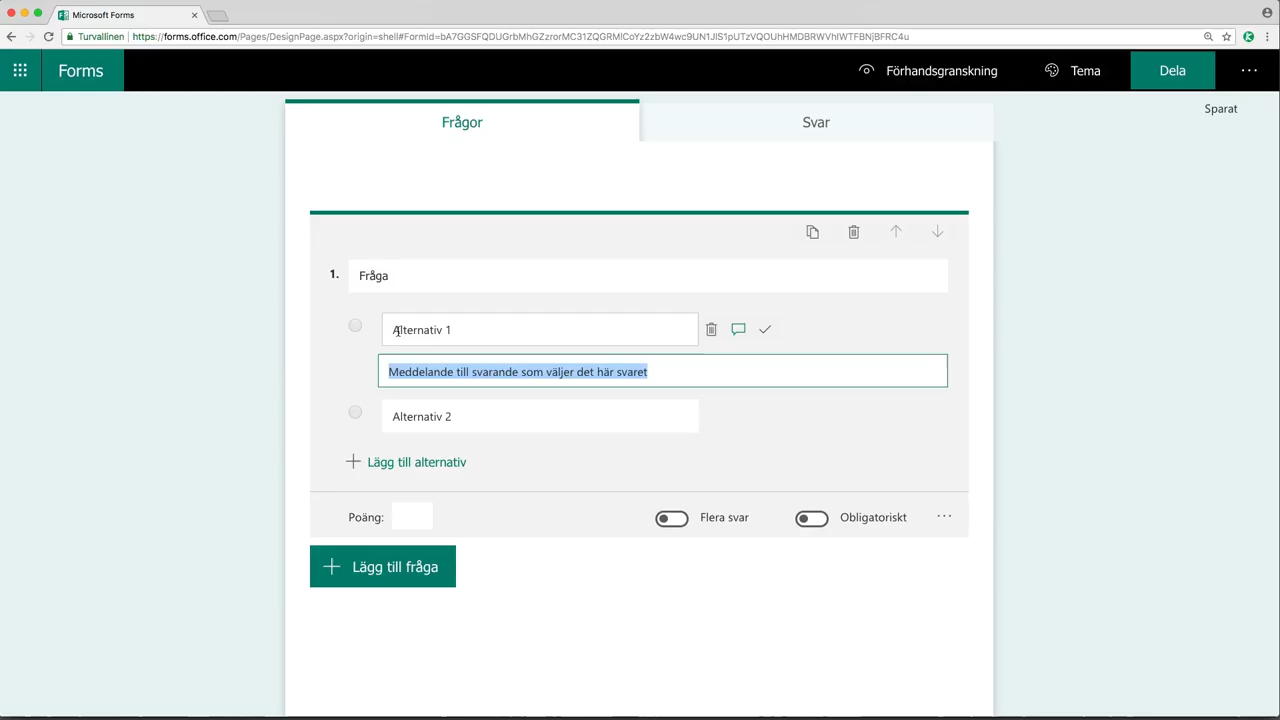 Microsoft Forms
Turvallinen https://forms.office.com/Pages/DesignPage.aspx?origin=shell#FormId=
Forms
Förhandsgranskning
Tema
Dela
Sparat
Frågor
Svar
1. Fråga
Alternativ 1
Meddelande till svarande som väljer det här svaret
Alternativ 2
Lägg till alternativ
Poäng:
Flera svar
Obligatoriskt
Lägg till fråga